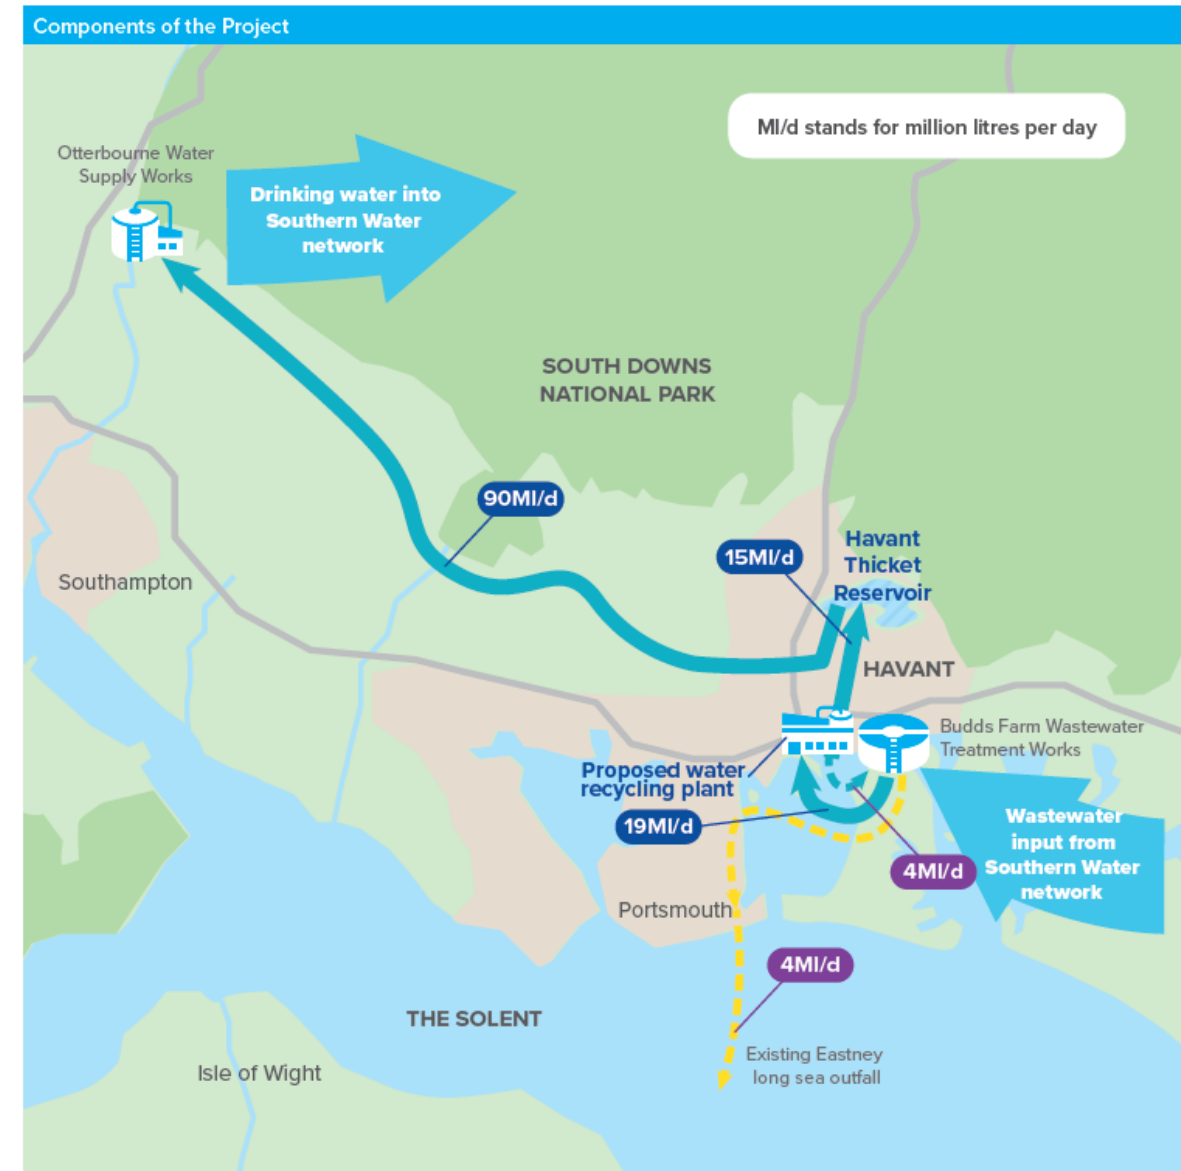 Components of the Project
Ml/d stands for million litres per day
Otterbourne Water
Supply Works
Drinking water into
Southern Water
network
SOUTH DOWNS
NATIONAL PARK
90Ml/d
15Ml/d
Havant
Thicket
Reservoir
Southampton
HAVANT
Budds Farm Wastewater
Treatment Works
Proposed water
recycling plant
19Ml/d
Wastewater
input from
Southern Water
network
4Ml/d
Portsmouth
4Ml/d
THE SOLENT
Existing Eastney
long sea outfall
Isle of Wight